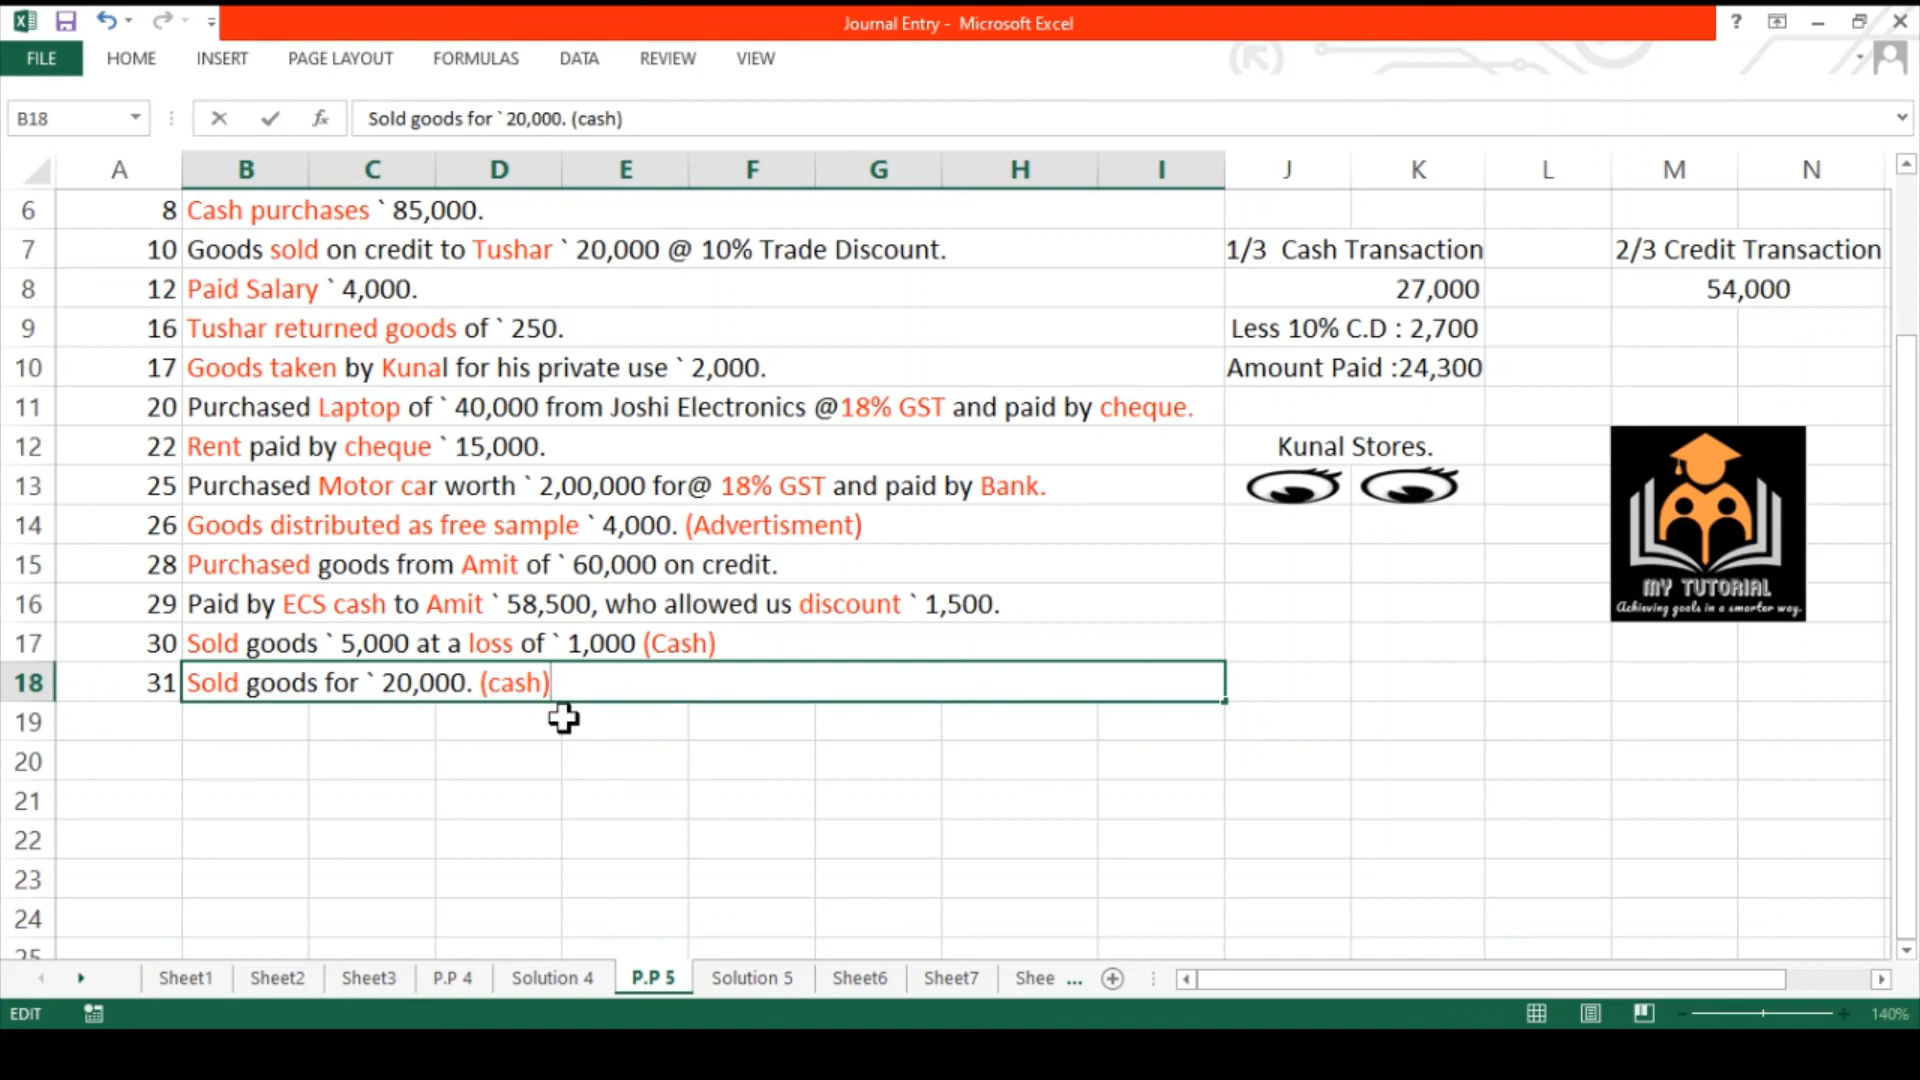 Journal Entry - Microsoft Excel
FILE HOME INSERT PAGE LAYOUT FORMULAS DATA REVIEW VIEW
B18 fx Sold goods for ` 20,000. (cash)
A B C D E F G H I J K L M N
6 8 Cash purchases ` 85,000.
7 10 Goods sold on credit to Tushar ` 20,000 @ 10% Trade Discount. 1/3 Cash Transaction 2/3 Credit Transaction
8 12 Paid Salary ` 4,000. 27,000 54,000
9 16 Tushar returned goods of ` 250. Less 10% C.D : 2,700
10 17 Goods taken by Kunal for his private use ` 2,000. Amount Paid :24,300
11 20 Purchased Laptop of ` 40,000 from Joshi Electronics @18% GST and paid by cheque.
12 22 Rent paid by cheque ` 15,000. Kunal Stores.
13 25 Purchased Motor car worth ` 2,00,000 for@ 18% GST and paid by Bank.
14 26 Goods distributed as free sample ` 4,000. (Advertisment)
15 28 Purchased goods from Amit of ` 60,000 on credit.
16 29 Paid by ECS cash to Amit ` 58,500, who allowed us discount ` 1,500.
MY TUTORIAL
Achieving goals in a smarter way.
17 30 Sold goods ` 5,000 at a loss of ` 1,000 (Cash)
18 31 Sold goods for ` 20,000. (cash)
19
20
21
22
23
24
25
Sheet1 Sheet2 Sheet3 P.P 4 Solution 4 P.P 5 Solution 5 Sheet6 Sheet7 Shee ...
EDIT 140%